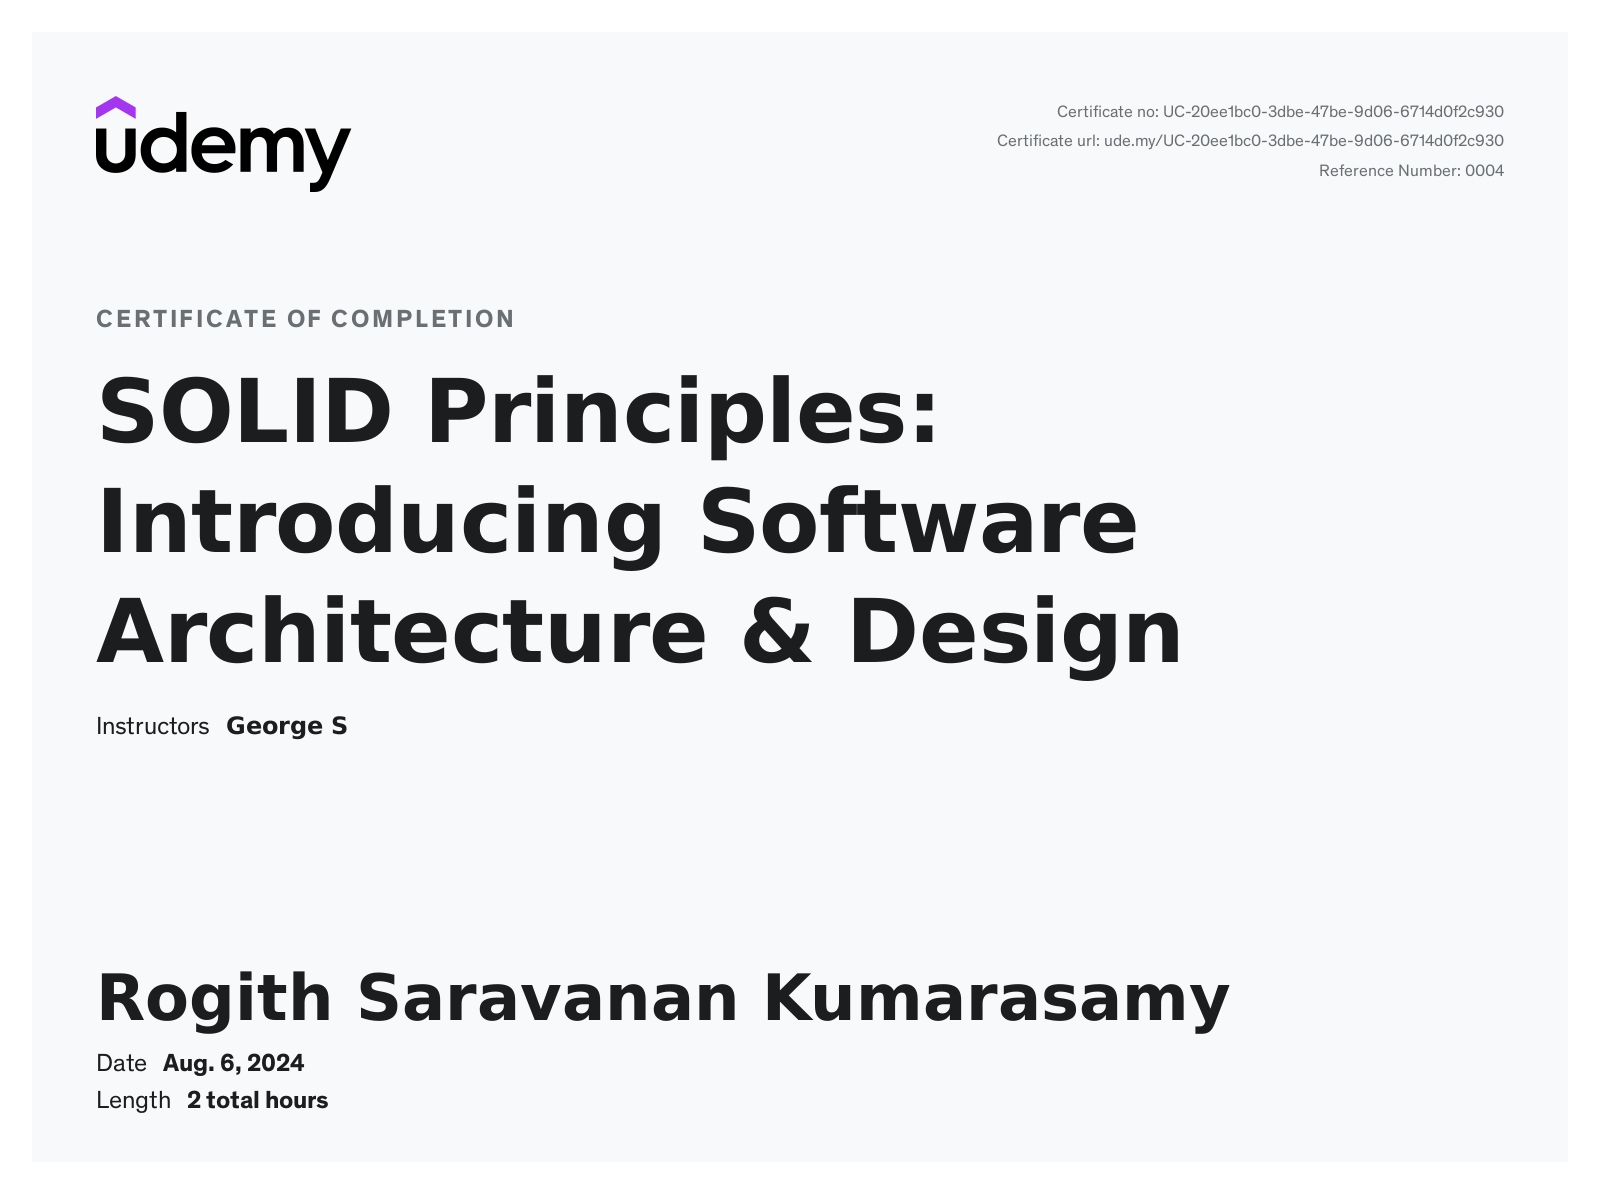 udemy
Certificate no: UC-20ee1bc0-3dbe-47be-9d06-6714d0f2c930
Certificate url: ude.my/UC-20ee1bc0-3dbe-47be-9d06-6714d0f2c930
Reference Number: 0004
CERTIFICATE OF COMPLETION
SOLID Principles:
Introducing Software
Architecture & Design
Instructors George S
Rogith Saravanan Kumarasamy
Date Aug. 6, 2024
Length 2 total hours